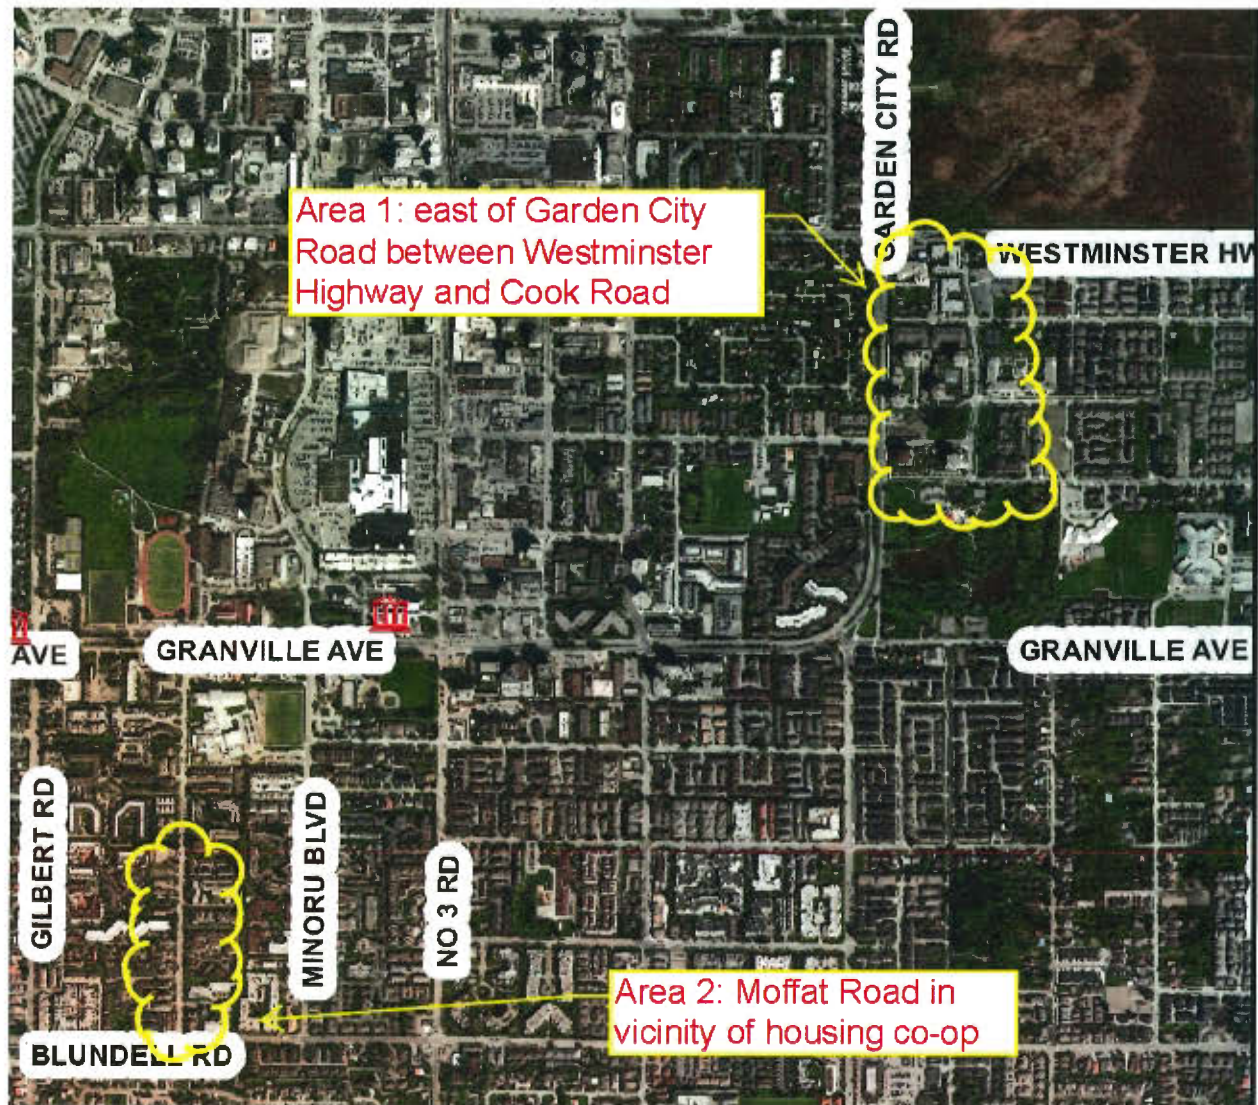 GARDEN CITY RD
Area 1: east of Garden City
Road between Westminster
Highway and Cook Road
WESTMINSTER HW
AVE
GRANVILLE AVE
GRANVILLE AVE
GILBERT RD
MINORU BLVD
NO 3 RD
Area 2: Moffat Road in
vicinity of housing co-op
BLUNDELL RD